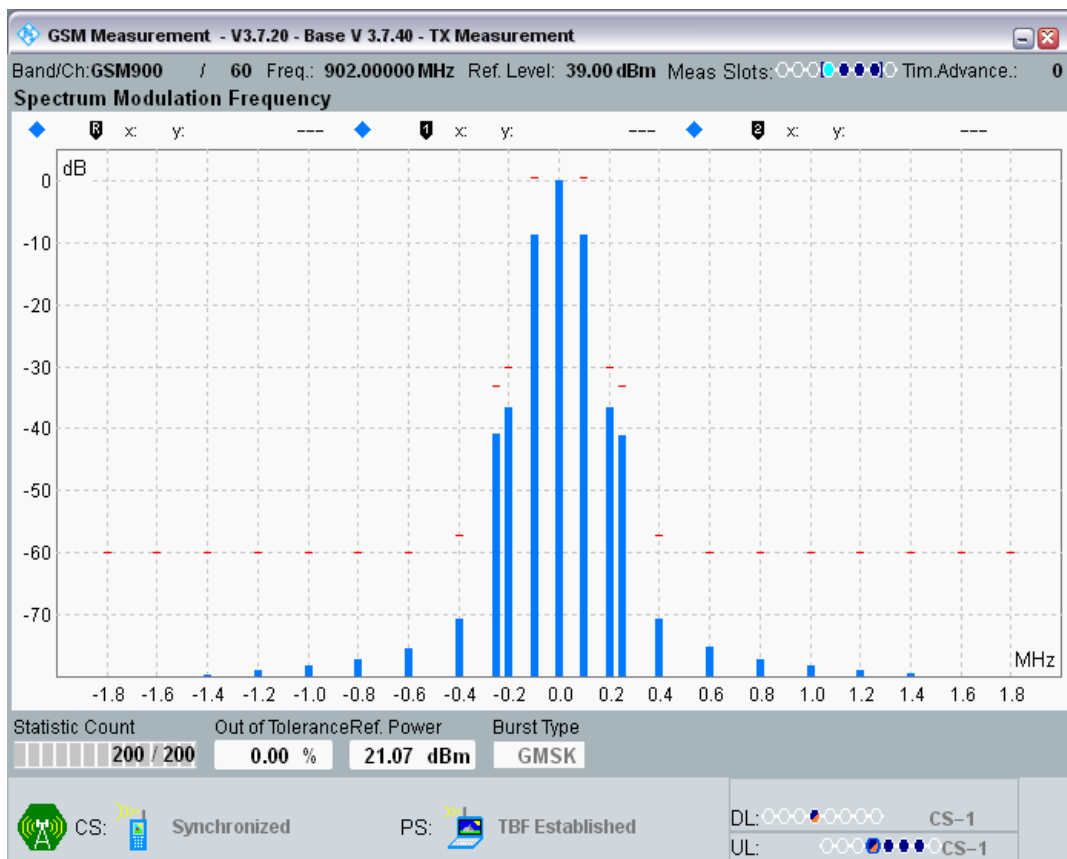 GSM Measurement - V3.7.20 - Base V 3.7.40 - TX Measurement
Band/Ch:GSM900 / 60 Freq.: 902.00000 MHz Ref. Level: 39.00 dBm Meas Slots: Tim.Advance.: 0
Spectrum Modulation Frequency
R x: y: --- 1 x: y: --- 2 x: y: ---
dB
0
-10
-20
-30
-40
-50
-60
-70
MHz
-1.8 -1.6 -1.4 -1.2 -1.0 -0.8 -0.6 -0.4 -0.2 0.0 0.2 0.4 0.6 0.8 1.0 1.2 1.4 1.6 1.8
Statistic Count Out of Tolerance Ref. Power Burst Type
200 / 200 0.00 % 21.07 dBm GMSK
CS: Synchronized PS: TBF Established
DL: CS-1
UL: CS-1